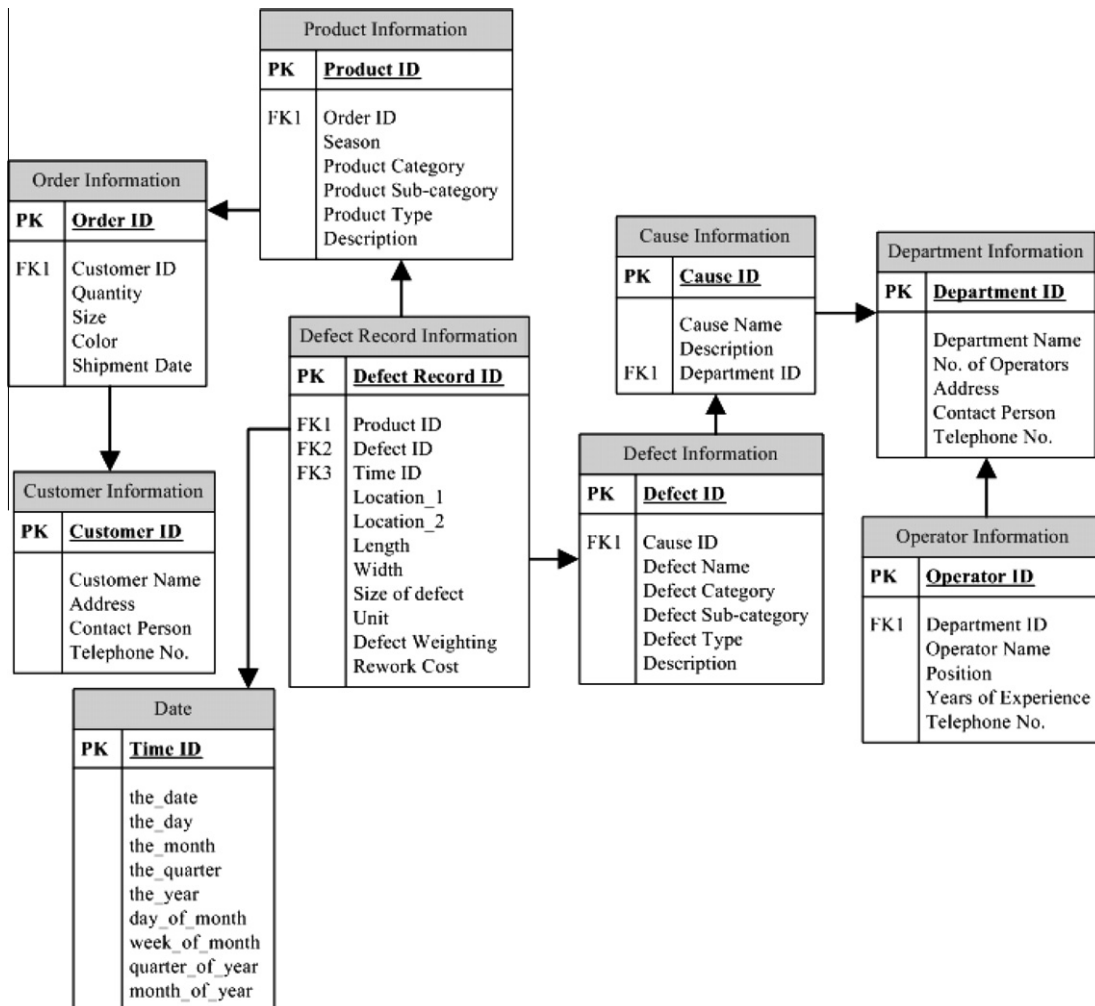 Product Information
PK Product ID
FK1 Order ID
Season
Product Category
Product Sub-category
Product Type
Description
Order Information
PK Order ID
FK1 Customer ID
Quantity
Size
Color
Shipment Date
Customer Information
PK Customer ID
Customer Name
Address
Contact Person
Telephone No.
Defect Record Information
PK Defect Record ID
FK1 Product ID
FK2 Defect ID
FK3 Time ID
Location_1
Location_2
Length
Width
Size of defect
Unit
Defect Weighting
Rework Cost
Date
PK Time ID
the_date
the_day
the_month
the_quarter
the_year
day_of_month
week_of_month
quarter_of_year
month_of_year
Cause Information
PK Cause ID
Cause Name
Description
FK1 Department ID
Defect Information
PK Defect ID
FK1 Cause ID
Defect Name
Defect Category
Defect Sub-category
Defect Type
Description
Department Information
PK Department ID
Department Name
No. of Operators
Address
Contact Person
Telephone No.
Operator Information
PK Operator ID
FK1 Department ID
Operator Name
Position
Years of Experience
Telephone No.